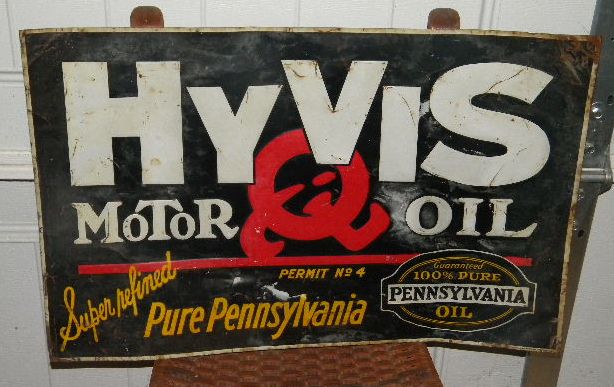 HYVIS
MOTOR OIL
PERMIT Nº 4
Super refined
Pure Pennsylvania
Guaranteed
100% PURE
PENNSYLVANIA
OIL